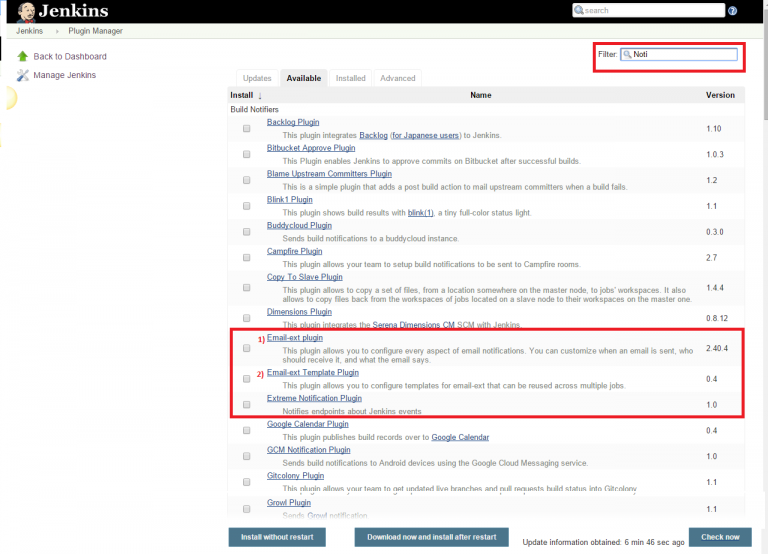 Jenkins
search
Jenkins
Plugin Manager
Back to Dashboard
Manage Jenkins
Filter: Noti
Updates
Available
Installed
Advanced
Install ↓
Name
Version
Build Notifiers
Backlog Plugin
This plugin integrates Backlog (for Japanese users) to Jenkins.
1.10
Bitbucket Approve Plugin
This Plugin enables Jenkins to approve commits on Bitbucket after successful builds.
1.0.3
Blame Upstream Committers Plugin
This is a simple plugin that adds a post build action to mail upstream committers when a build fails.
1.2
Blink1 Plugin
This plugin shows build results with blink(1), a tiny full-color status light.
1.1
Buddycloud Plugin
Sends build notifications to a buddycloud instance.
0.3.0
Campfire Plugin
This plugin allows your team to setup build notifications to be sent to Campfire rooms.
2.7
Copy To Slave Plugin
This plugin allows to copy a set of files, from a location somewhere on the master node, to jobs' workspaces. It also
allows to copy files back from the workspaces of jobs located on a slave node to their workspaces on the master one.
1.4.4
Dimensions Plugin
This plugin integrates the Serena Dimensions CM SCM with Jenkins.
0.8.12
1) Email-ext plugin
This plugin allows you to configure every aspect of email notifications. You can customize when an email is sent, who
should receive it, and what the email says.
2.40.4
2) Email-ext Template Plugin
This plugin allows you to configure templates for email-ext that can be reused across multiple jobs.
0.4
Extreme Notification Plugin
Notifies endpoints about Jenkins events
1.0
Google Calendar Plugin
This plugin publishes build records over to Google Calendar
0.4
GCM Notification Plugin
Sends build notifications to Android devices using the Google Cloud Messaging service.
1.0
Gitcolony Plugin
This plugin allows your team to get updated live branches and pull requests build status into Gitcolony
1.1
Growl Plugin
Sends Growl notification
1.1
Install without restart
Download now and install after restart
Update information obtained: 6 min 46 sec ago
Check now